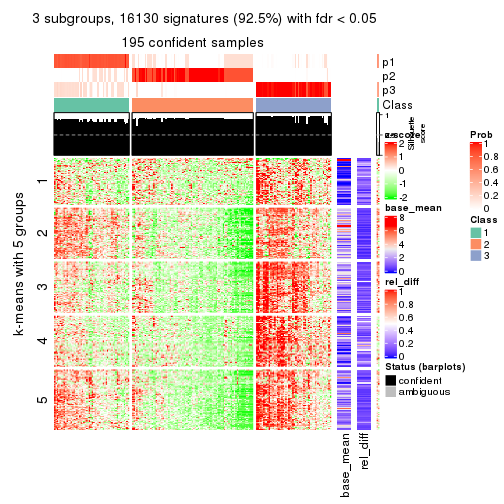 3 subgroups, 16130 signatures (92.5%) with fdr < 0.05
195 confident samples
p1
p2
p3
Class
1
Silhouette
score
k-means with 5 groups
1
2
3
4
5
base_mean
rel_diff
z-score
2
1
0
-1
-2
base_mean
8
6
4
2
0
rel_diff
1
0.8
0.6
0.4
0.2
0
Status (barplots)
confident
ambiguous
Prob
1
0.8
0.6
0.4
0.2
0
Class
1
2
3